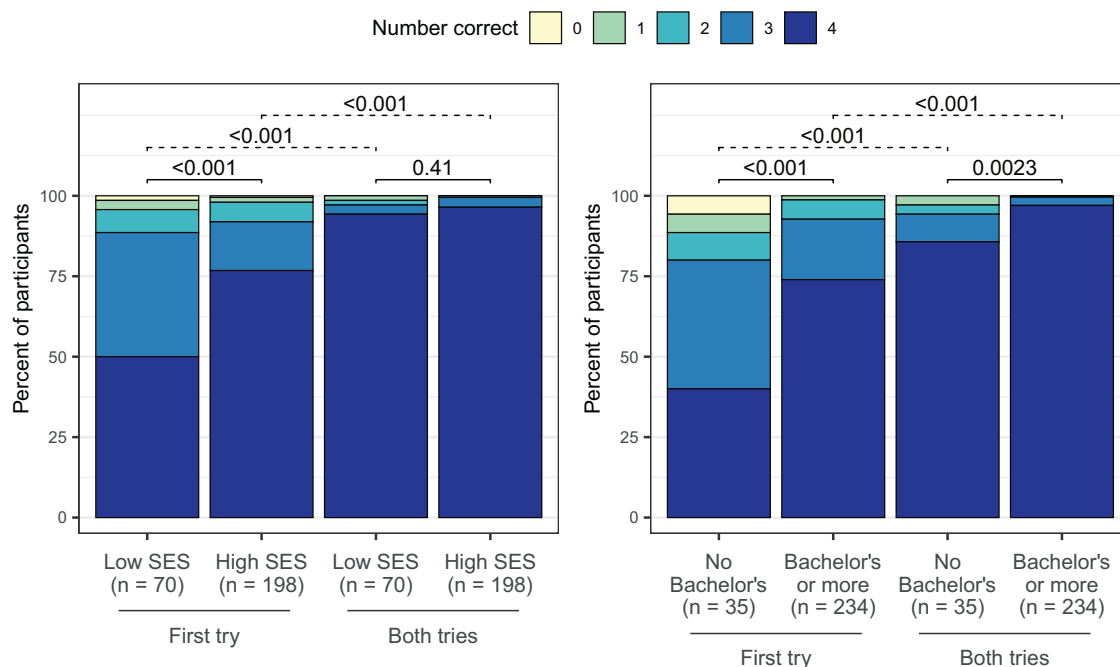 Number correct 0 1 2 3 4
<0.001
<0.001
<0.001 0.41
100
75
50
25
0
Percent of participants
Low SES High SES Low SES High SES
(n = 70) (n = 198) (n = 70) (n = 198)
First try Both tries
<0.001
<0.001
<0.001 0.0023
100
75
50
25
0
Percent of participants
No Bachelor's No Bachelor's
Bachelor's or more Bachelor's or more
(n = 35) (n = 234) (n = 35) (n = 234)
First try Both tries